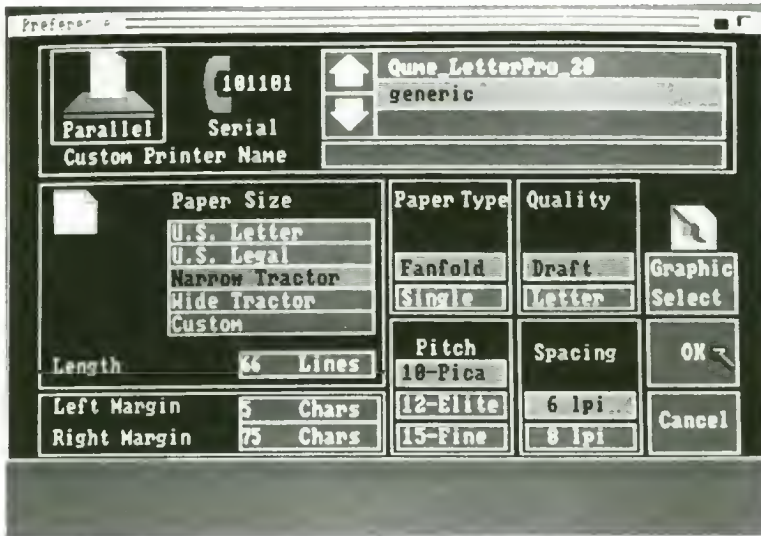 Preferen
Qume_LetterPro_20
101101
generic
Parallel
Serial
Custom Printer Name
Paper Size
Paper Type
Quality
U.S. Letter
U.S. Legal
Narrow Tractor
Wide Tractor
Custom
Fanfold
Single
Draft
Letter
Graphic
Select
Length
66 Lines
Pitch
10-Pica
12-Elite
15-Fine
Spacing
6 lpi
8 lpi
OK
Cancel
Left Margin
5 Chars
Right Margin
75 Chars